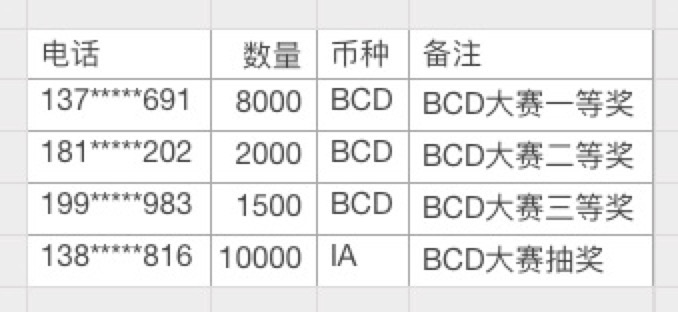 电话 数量 币种 备注
137*****691 8000 BCD BCD大赛一等奖
181*****202 2000 BCD BCD大赛二等奖
199*****983 1500 BCD BCD大赛三等奖
138*****816 10000 IA BCD大赛抽奖